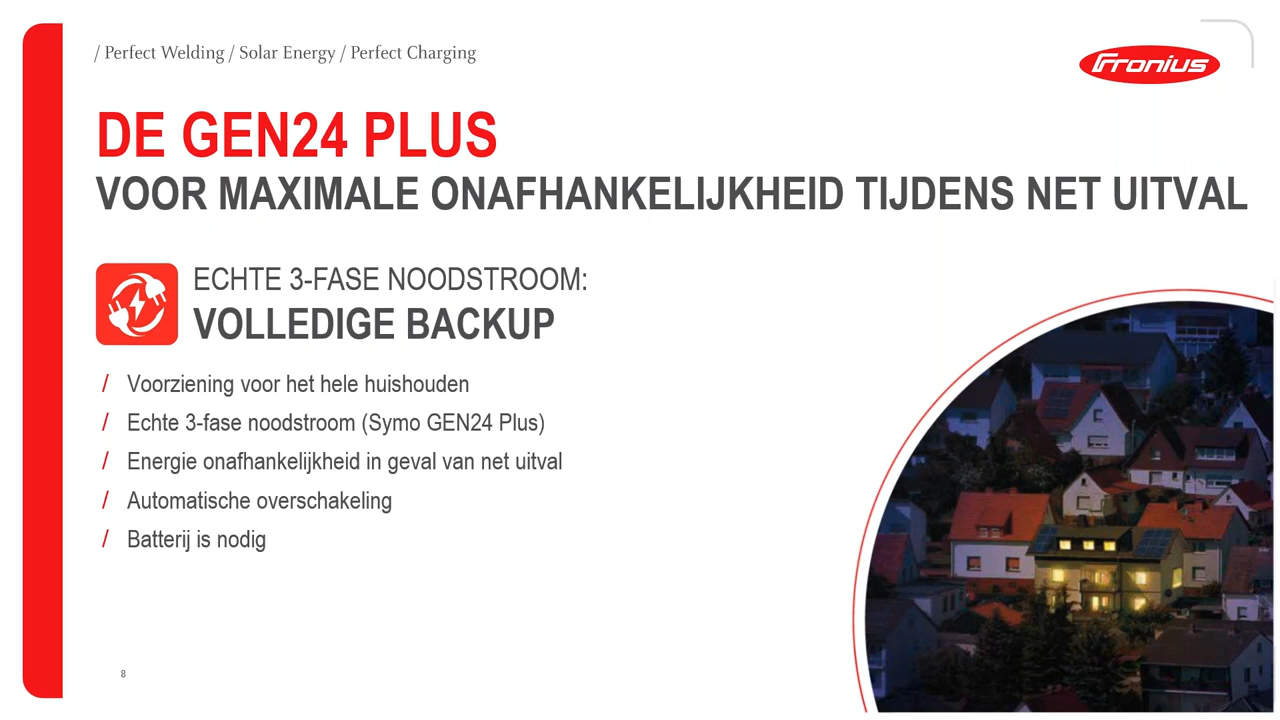 / Perfect Welding / Solar Energy / Perfect Charging
Fronius
DE GEN24 PLUS
VOOR MAXIMALE ONAFHANKELIJKHEID TIJDENS NET UITVAL
ECHTE 3-FASE NOODSTROOM:
VOLLEDIGE BACKUP
/ Voorziening voor het hele huishouden
/ Echte 3-fase noodstroom (Symo GEN24 Plus)
/ Energie onafhankelijkheid in geval van net uitval
/ Automatische overschakeling
/ Batterij is nodig
8